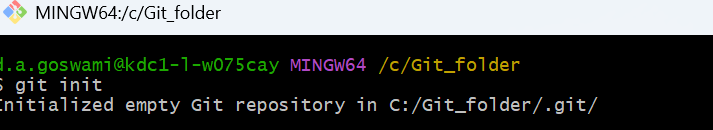 MINGW64:/c/Git_folder
d.a.goswami@kdc1-l-w075cay MINGW64 /c/Git_folder
$ git init
Initialized empty Git repository in C:/Git_folder/.git/